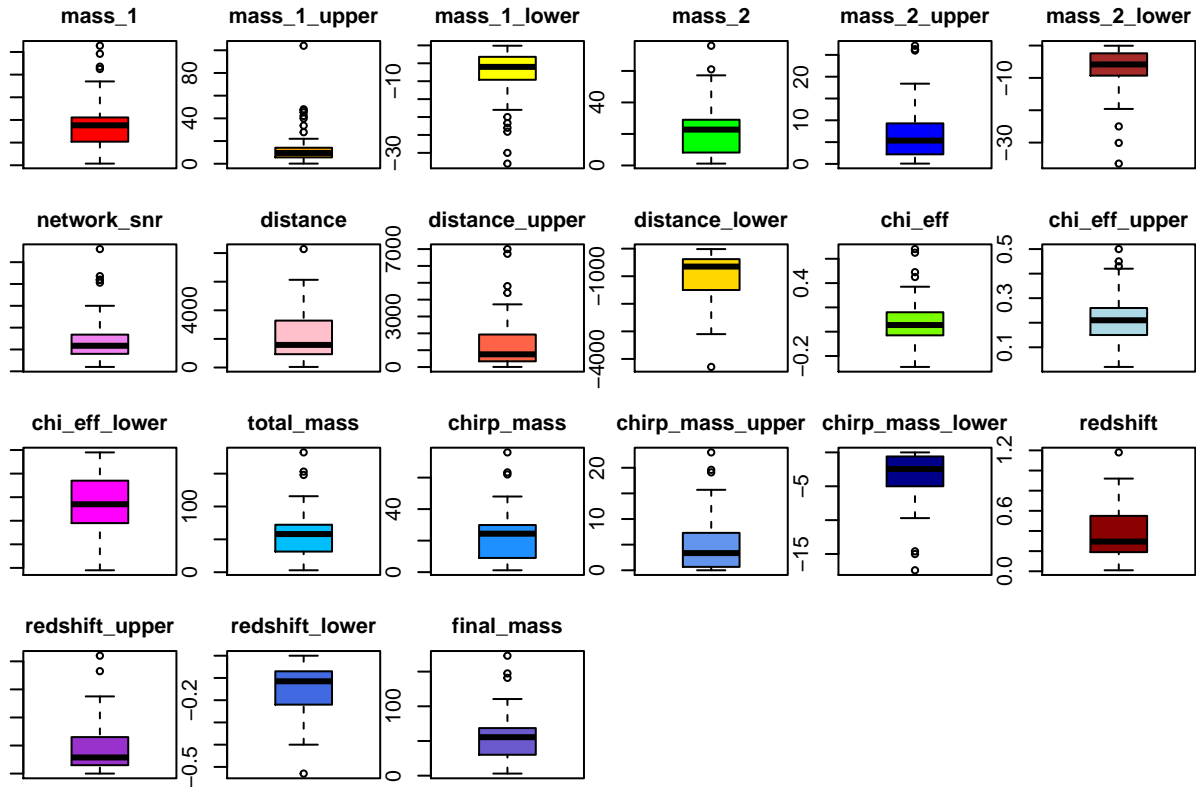 mass_1 mass_1_upper mass_1_lower mass_2 mass_2_upper mass_2_lower
0 40 80
−30 −10
0 40
0 10 20
−30 −10
network_snr distance distance_upper distance_lower chi_eff chi_eff_upper
0 4000
0 3000 7000
−4000 −1000
−0.2 0.4
0.1 0.3 0.5
chi_eff_lower total_mass chirp_mass chirp_mass_upper chirp_mass_lower redshift
0 100
0 40
0 10 20
−15 −5
0.0 0.6 1.2
redshift_upper redshift_lower final_mass
−0.5 −0.2
0 100